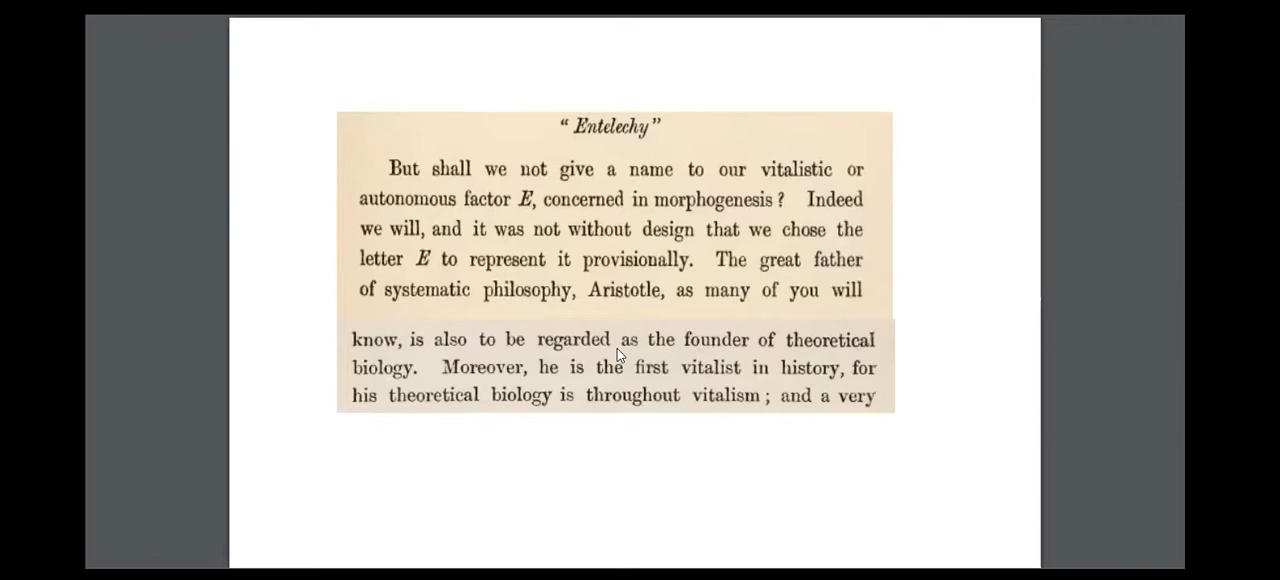 “Entelechy”
But shall we not give a name to our vitalistic or
autonomous factor E, concerned in morphogenesis? Indeed
we will, and it was not without design that we chose the
letter E to represent it provisionally. The great father
of systematic philosophy, Aristotle, as many of you will
know, is also to be regarded as the founder of theoretical
biology. Moreover, he is the first vitalist in history, for
his theoretical biology is throughout vitalism; and a very